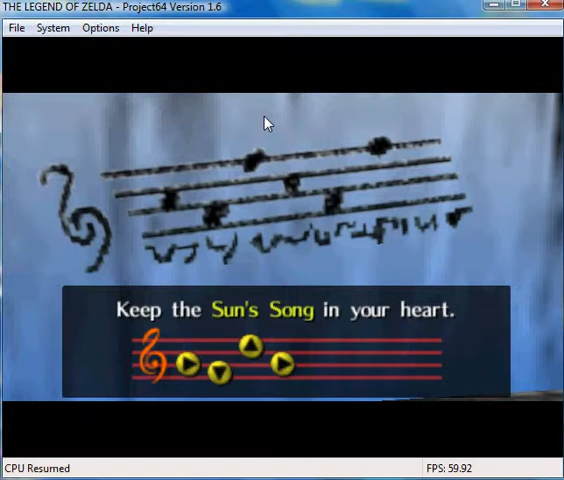 THE LEGEND OF ZELDA - Project64 Version 1.6
File System Options Help
Keep the Sun's Song in your heart.
CPU Resumed FPS: 59.92